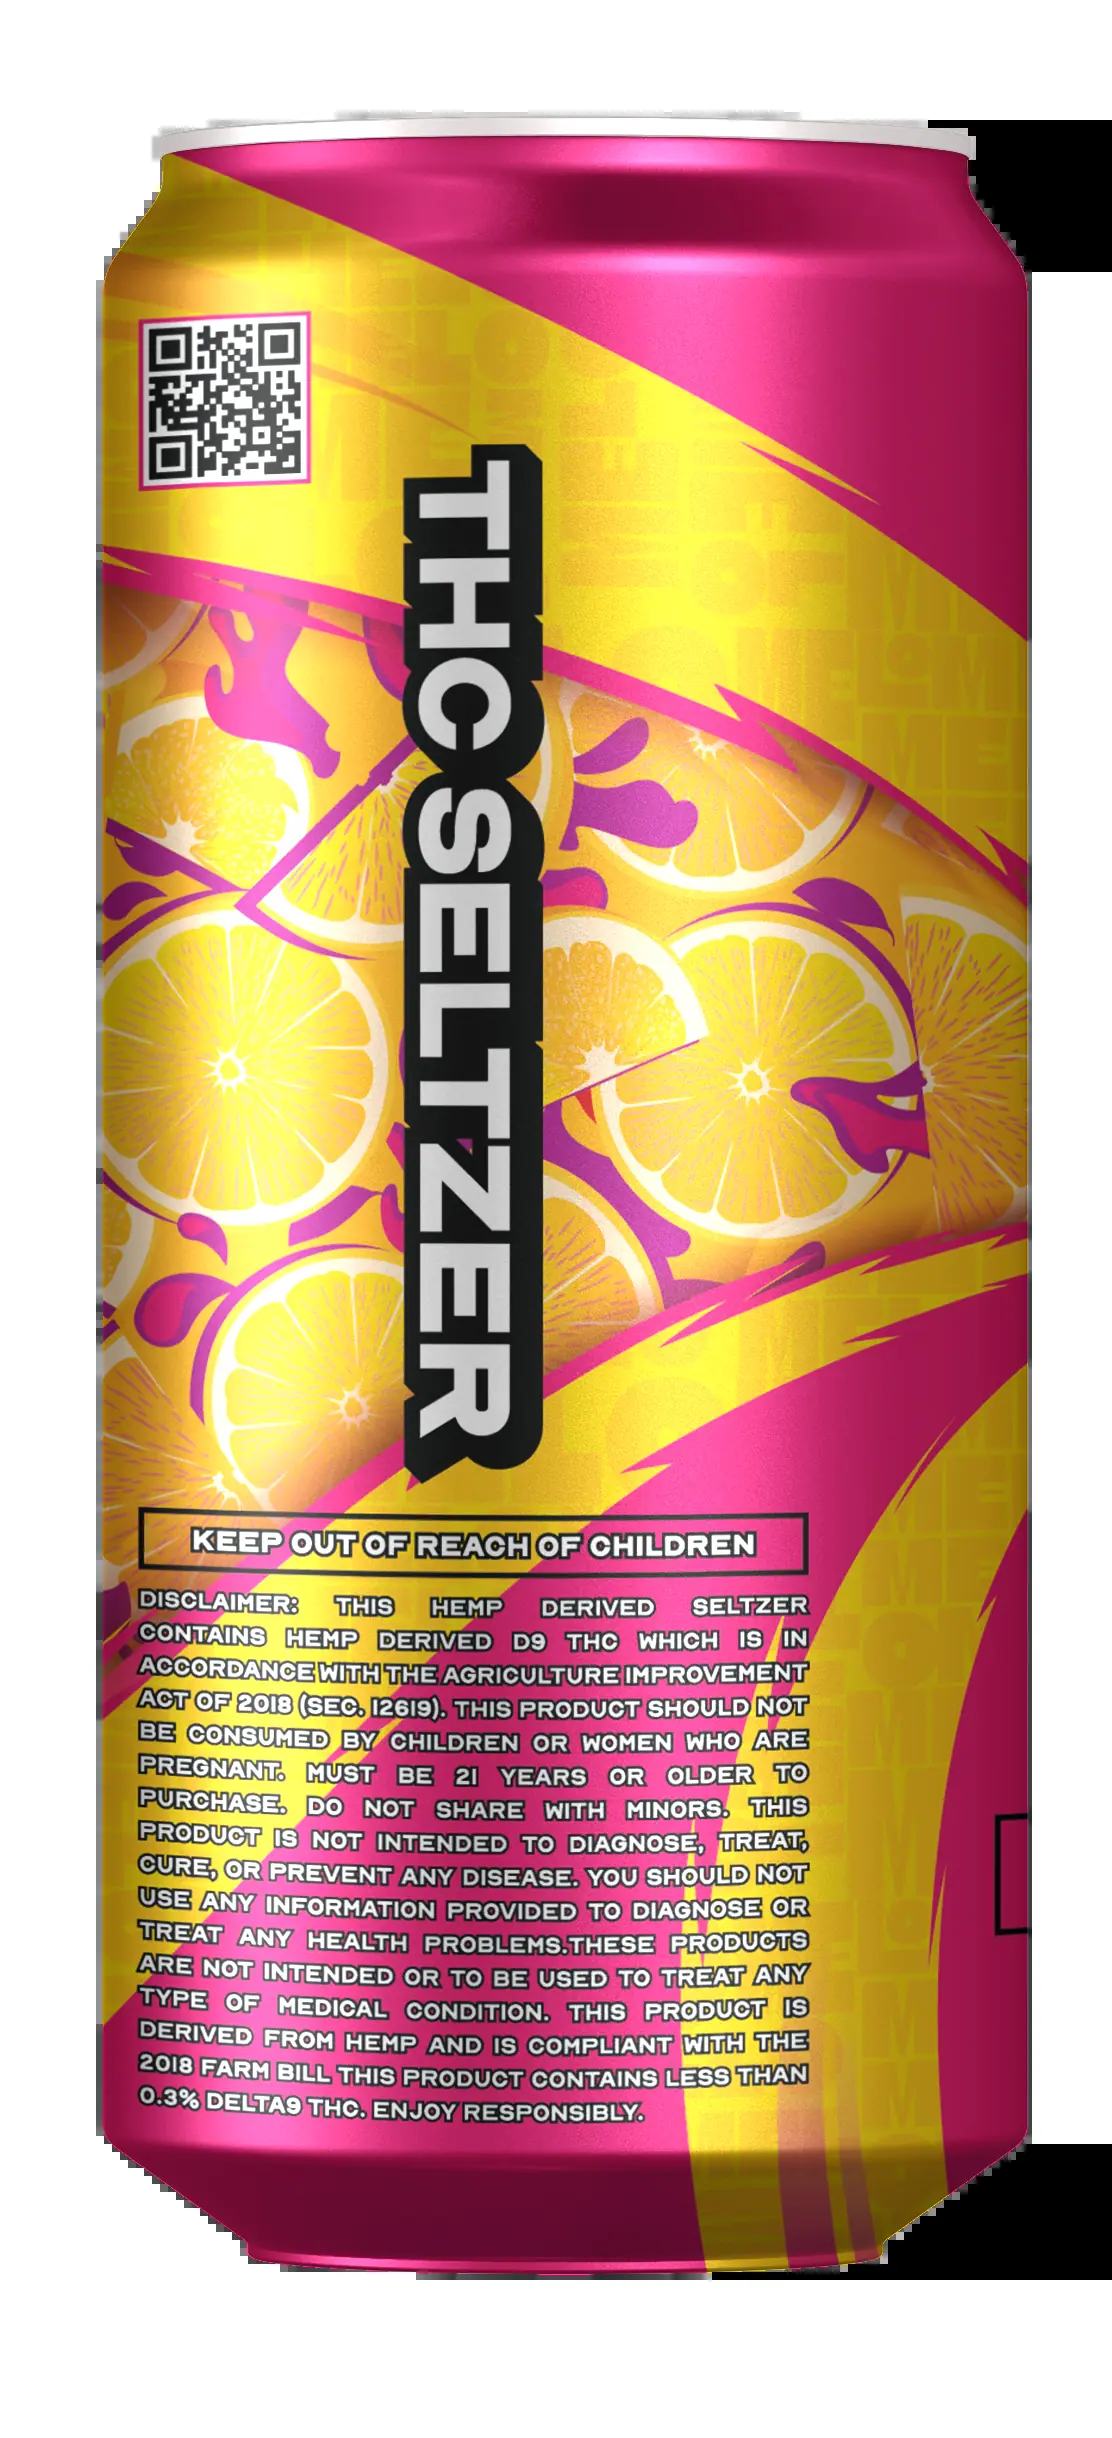 THC SELTZER
KEEP OUT OF REACH OF CHILDREN
DISCLAIMER: THIS HEMP DERIVED SELTZER
CONTAINS HEMP DERIVED D9 THC WHICH IS IN
ACCORDANCE WITH THE AGRICULTURE IMPROVEMENT
ACT OF 2018 (SEC. 12619). THIS PRODUCT SHOULD NOT
BE CONSUMED BY CHILDREN OR WOMEN WHO ARE
PREGNANT. MUST BE 21 YEARS OR OLDER TO
PURCHASE. DO NOT SHARE WITH MINORS. THIS
PRODUCT IS NOT INTENDED TO DIAGNOSE, TREAT,
CURE, OR PREVENT ANY DISEASE. YOU SHOULD NOT
USE ANY INFORMATION PROVIDED TO DIAGNOSE OR
TREAT ANY HEALTH PROBLEMS.THESE PRODUCTS
ARE NOT INTENDED OR TO BE USED TO TREAT ANY
TYPE OF MEDICAL CONDITION. THIS PRODUCT IS
DERIVED FROM HEMP AND IS COMPLIANT WITH THE
2018 FARM BILL THIS PRODUCT CONTAINS LESS THAN
0.3% DELTA9 THC. ENJOY RESPONSIBLY.